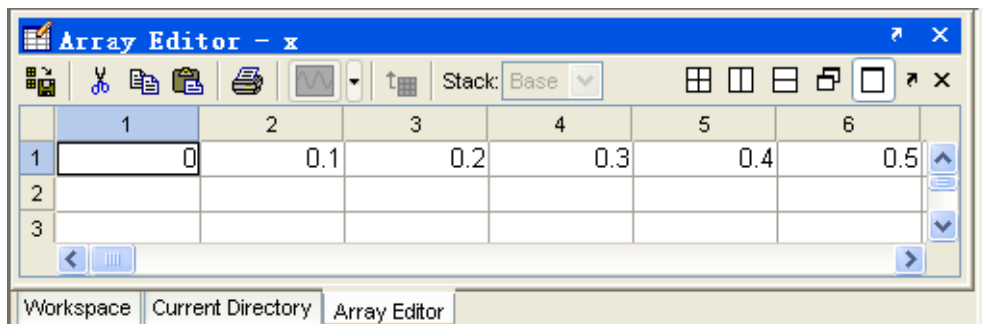 Array Editor - x
Stack: Base
1 2 3 4 5 6
1 0 0.1 0.2 0.3 0.4 0.5
2
3
Workspace Current Directory Array Editor